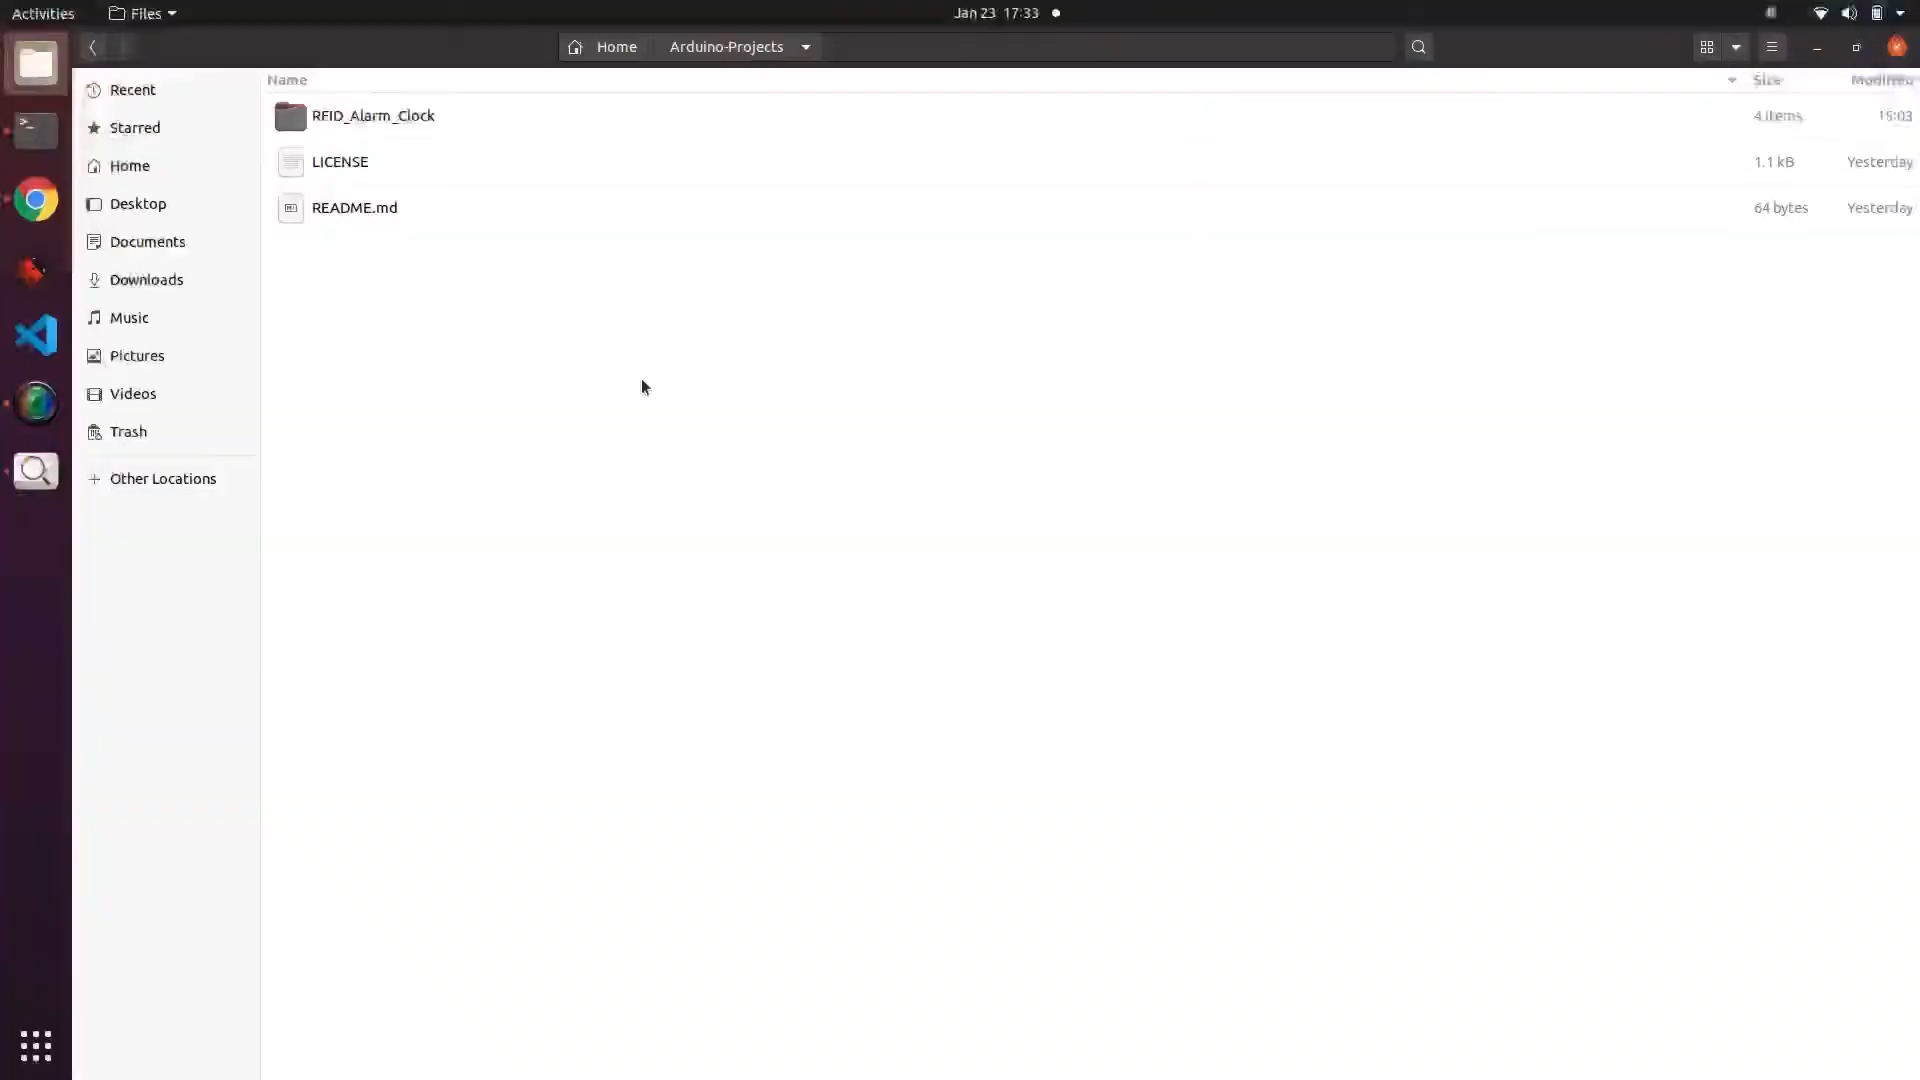 Activities Files Jan 23 17:33
Home Arduino-Projects
Name Size Modified
Recent
Starred
Home
Desktop
Documents
Downloads
Music
Pictures
Videos
Trash
Other Locations
RFID_Alarm_Clock 4 items 15:03
LICENSE 1.1 kB Yesterday
README.md 64 bytes Yesterday